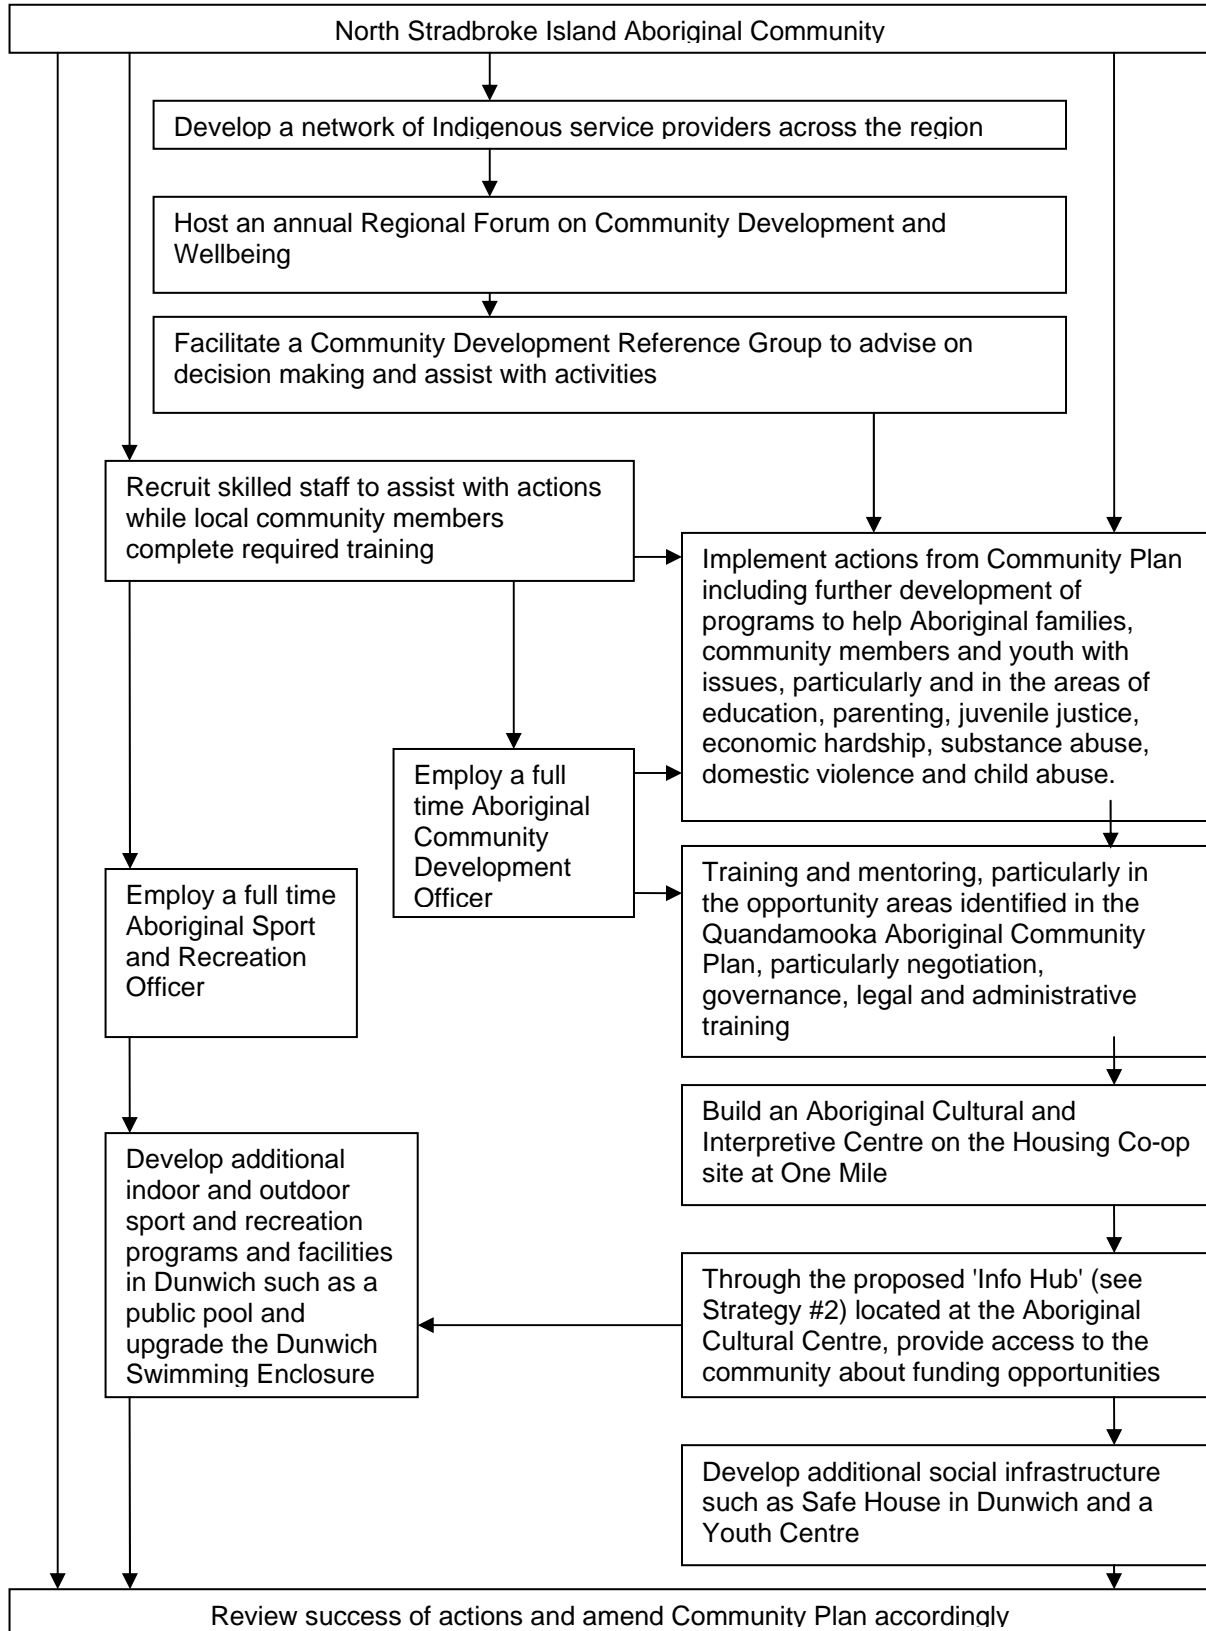 North Stradbroke Island Aboriginal Community
Develop a network of Indigenous service providers across the region
Host an annual Regional Forum on Community Development and
Wellbeing
Facilitate a Community Development Reference Group to advise on
decision making and assist with activities
Recruit skilled staff to assist with actions
while local community members
complete required training
Implement actions from Community Plan
including further development of
programs to help Aboriginal families,
community members and youth with
issues, particularly and in the areas of
education, parenting, juvenile justice,
economic hardship, substance abuse,
domestic violence and child abuse.
Employ a full
time Aboriginal
Community
Development
Officer
Employ a full time
Aboriginal Sport
and Recreation
Officer
Training and mentoring, particularly in
the opportunity areas identified in the
Quandamooka Aboriginal Community
Plan, particularly negotiation,
governance, legal and administrative
training
Build an Aboriginal Cultural and
Interpretive Centre on the Housing Co-op
site at One Mile
Develop additional
indoor and outdoor
sport and recreation
programs and facilities
in Dunwich such as a
public pool and
upgrade the Dunwich
Swimming Enclosure
Through the proposed 'Info Hub' (see
Strategy #2) located at the Aboriginal
Cultural Centre, provide access to the
community about funding opportunities
Develop additional social infrastructure
such as Safe House in Dunwich and a
Youth Centre
Review success of actions and amend Community Plan accordingly